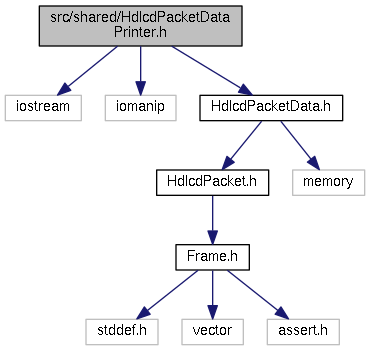 src/shared/HdlcdPacketData
Printer.h
iostream
iomanip
HdlcdPacketData.h
HdlcdPacket.h
memory
Frame.h
stddef.h
vector
assert.h